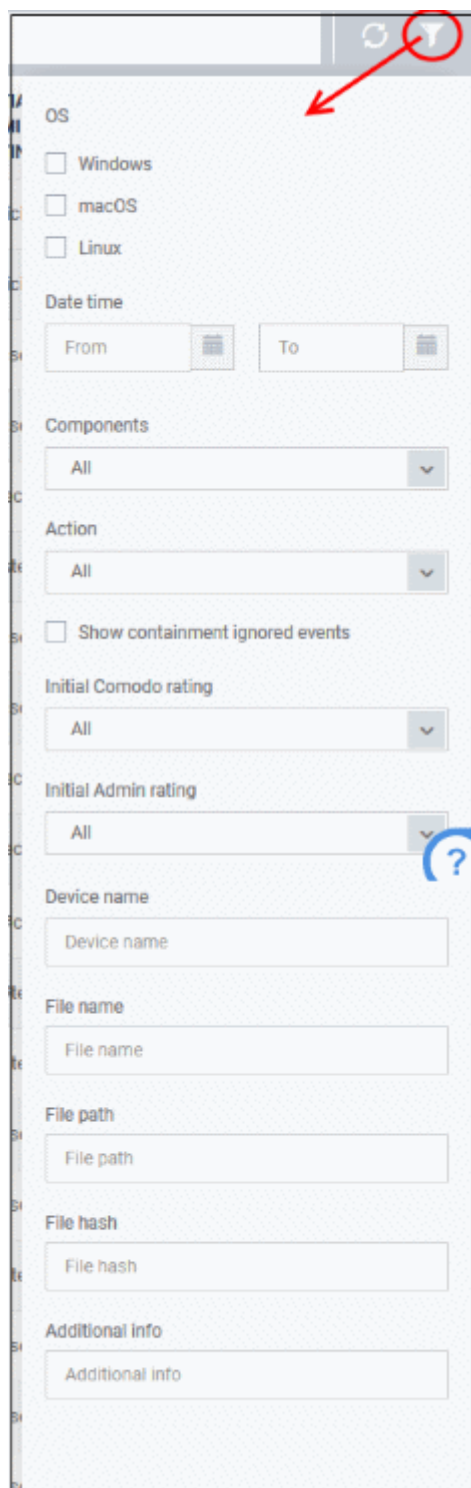 OS
Windows
macOS
Linux
Date time
From To
Components
All
Action
All
Show containment ignored events
Initial Comodo rating
All
Initial Admin rating
All
?
Device name
Device name
File name
File name
File path
File path
File hash
File hash
Additional info
Additional info